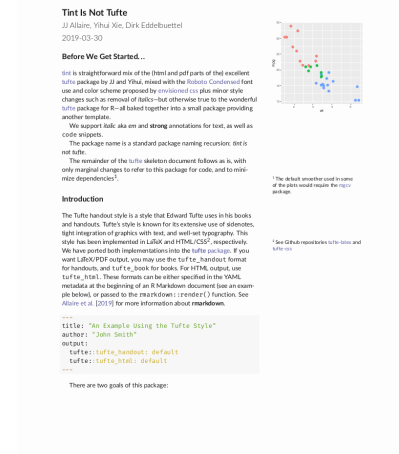 Tint Is Not Tufte
JJ Allaire, Yihui Xie, Dirk Eddelbuettel
2019-03-30
Before We Get Started...
tint is straightforward mix of the [html and pdf parts of the] excellent
tufte package by JJ and Yihui, mixed with the Roboto Condensed font
use and color scheme proposed by envisioned css plus minor style
changes such as removal of italics—but otherwise true to the wonderful
tufte package for R—all baked together into a small package providing
another template.
We support italic aka em and strong annotations for text, as well as
code snippets.
The package name is a standard package naming recursion: tint is
not tufte.
The remainder of the tufte skeleton document follows as is, with
only marginal changes to refer to this package for code, and to mini-
mize dependencies1.
1 The default smoother used in some
of the plots would require the mgcv
package.
Introduction
The Tufte handout style is a style that Edward Tufte uses in his books
and handouts. Tufte's style is known for its extensive use of sidenotes,
tight integration of graphics with text, and well-set typography. This
style has been implemented in LaTeX and HTML/CSS2, respectively.
We have ported both implementations into the tufte package. If you
want LaTeX/PDF output, you may use the tufte_handout format
for handouts, and tufte_book for books. For HTML output, use
tufte_html. These formats can be either specified in the YAML
metadata at the beginning of an R Markdown document (see an exam-
ple below), or passed to the rmarkdown::render() function. See
Allaire et al. [2019] for more information about rmarkdown.
2 See Github repositories tufte-latex and
tufte-css
---
title: "An Example Using the Tufte Style"
author: "John Smith"
output:
tufte::tufte_handout: default
tufte::tufte_html: default
---
There are two goals of this package: